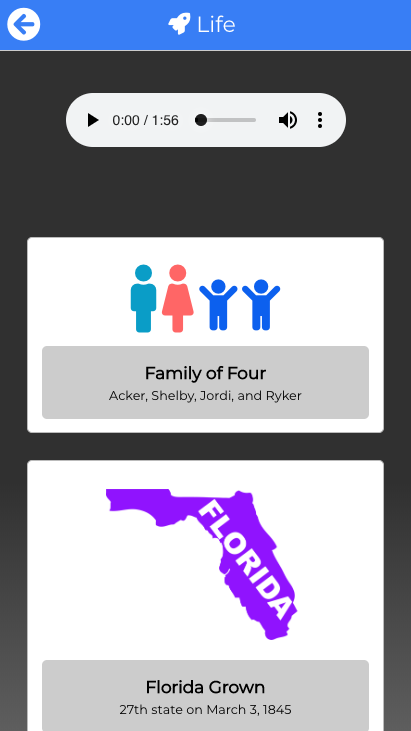 Life
0:00 / 1:56
Family of Four
Acker, Shelby, Jordi, and Ryker
FLORIDA
Florida Grown
27th state on March 3, 1845